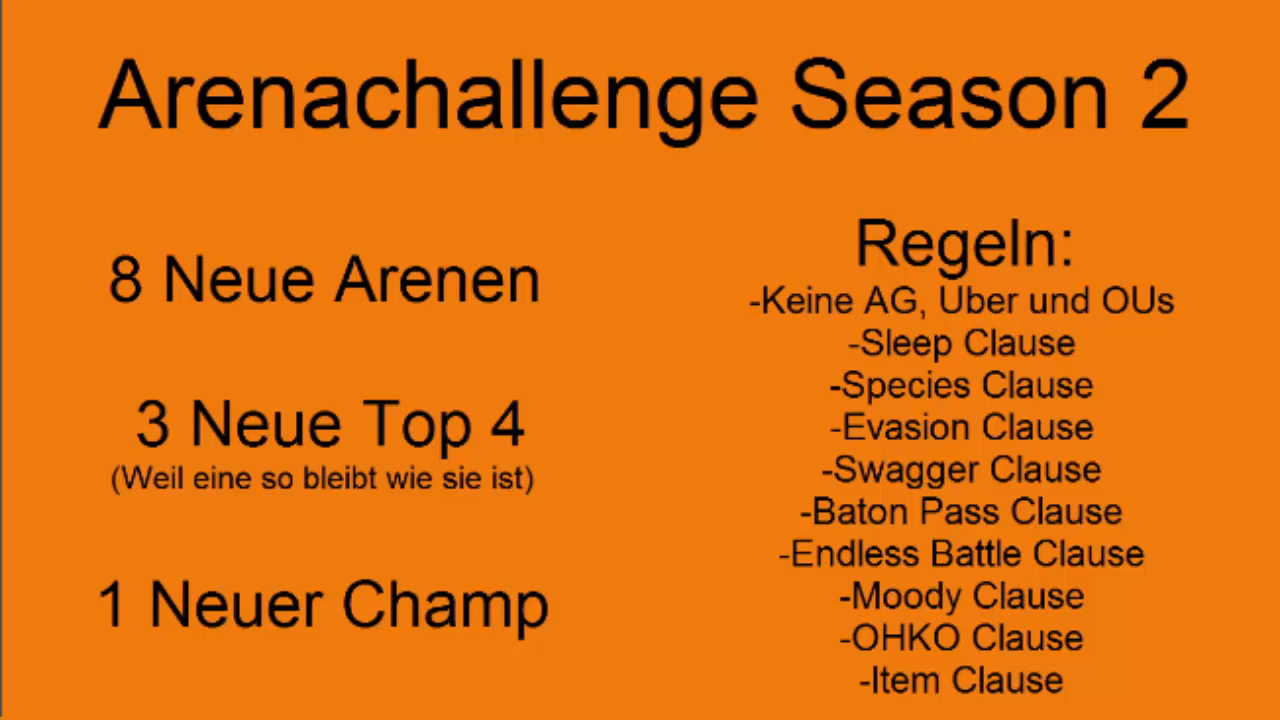 Arenachallenge Season 2
8 Neue Arenen
3 Neue Top 4
(Weil eine so bleibt wie sie ist)
1 Neuer Champ
Regeln:
-Keine AG, Uber und OUs
-Sleep Clause
-Species Clause
-Evasion Clause
-Swagger Clause
-Baton Pass Clause
-Endless Battle Clause
-Moody Clause
-OHKO Clause
-Item Clause